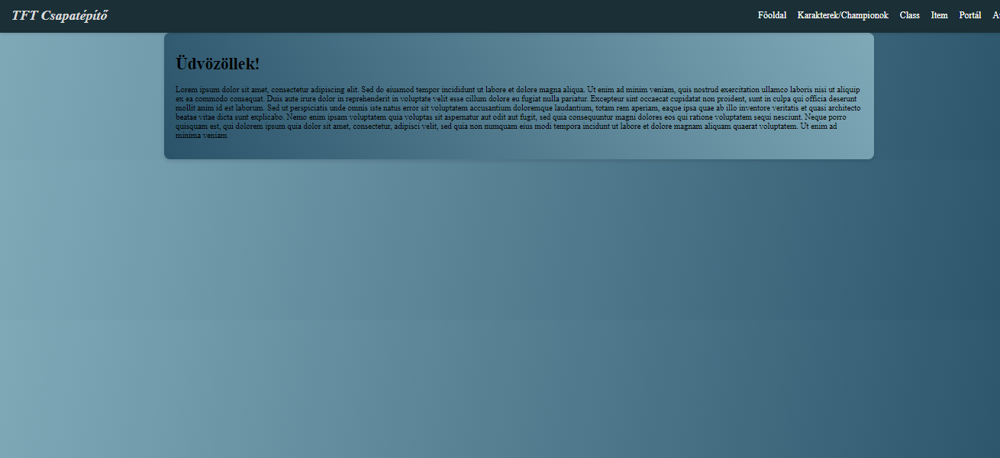 TFT Csapatépítő
Főoldal Karakterek/Championok Class Item Portál
Üdvözöllek!
Lorem ipsum dolor sit amet, consectetur adipiscing elit. Sed do eiusmod tempor incididunt ut labore et dolore magna aliqua. Ut enim ad minim veniam, quis nostrud exercitation ullamco laboris nisi ut aliquip
ex ea commodo consequat. Duis aute irure dolor in reprehenderit in voluptate velit esse cillum dolore eu fugiat nulla pariatur. Excepteur sint occaecat cupidatat non proident, sunt in culpa qui officia deserunt
mollit anim id est laborum. Sed ut perspiciatis unde omnis iste natus error sit voluptatem accusantium doloremque laudantium, totam rem aperiam, eaque ipsa quae ab illo inventore veritatis et quasi architecto
beatae vitae dicta sunt explicabo. Nemo enim ipsam voluptatem quia voluptas sit aspernatur aut odit aut fugit, sed quia consequuntur magni dolores eos qui ratione voluptatem sequi nesciunt. Neque porro
quisquam est, qui dolorem ipsum quia dolor sit amet, consectetur, adipisci velit, sed quia non numquam eius modi tempora incidunt ut labore et dolore magnam aliquam quaerat voluptatem. Ut enim ad
minima veniam